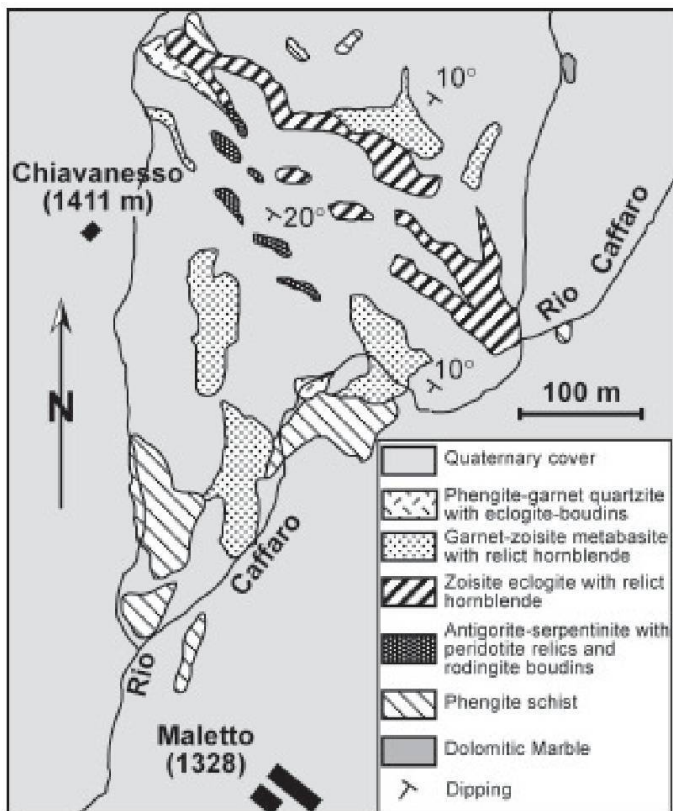 10°
Chiavanesso
(1411 m)
20°
Rio Caffaro
10°
N
100 m
Rio Caffaro
Maletto
(1328)
Quaternary cover
Phengite-garnet quartzite
with eclogite-boudins
Garnet-zoisite metabasite
with relict hornblende
Zoisite eclogite with relict
hornblende
Antigorite-serpentinite with
peridotite relics and
rodingite boudins
Phengite schist
Dolomitic Marble
Dipping